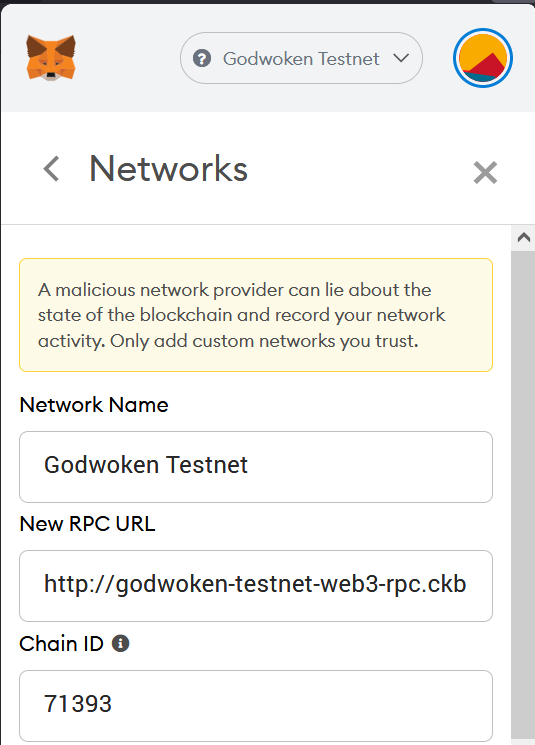 Godwoken Testnet
Networks
A malicious network provider can lie about the
state of the blockchain and record your network
activity. Only add custom networks you trust.
Network Name
Godwoken Testnet
New RPC URL
http://godwoken-testnet-web3-rpc.ckb
Chain ID
71393